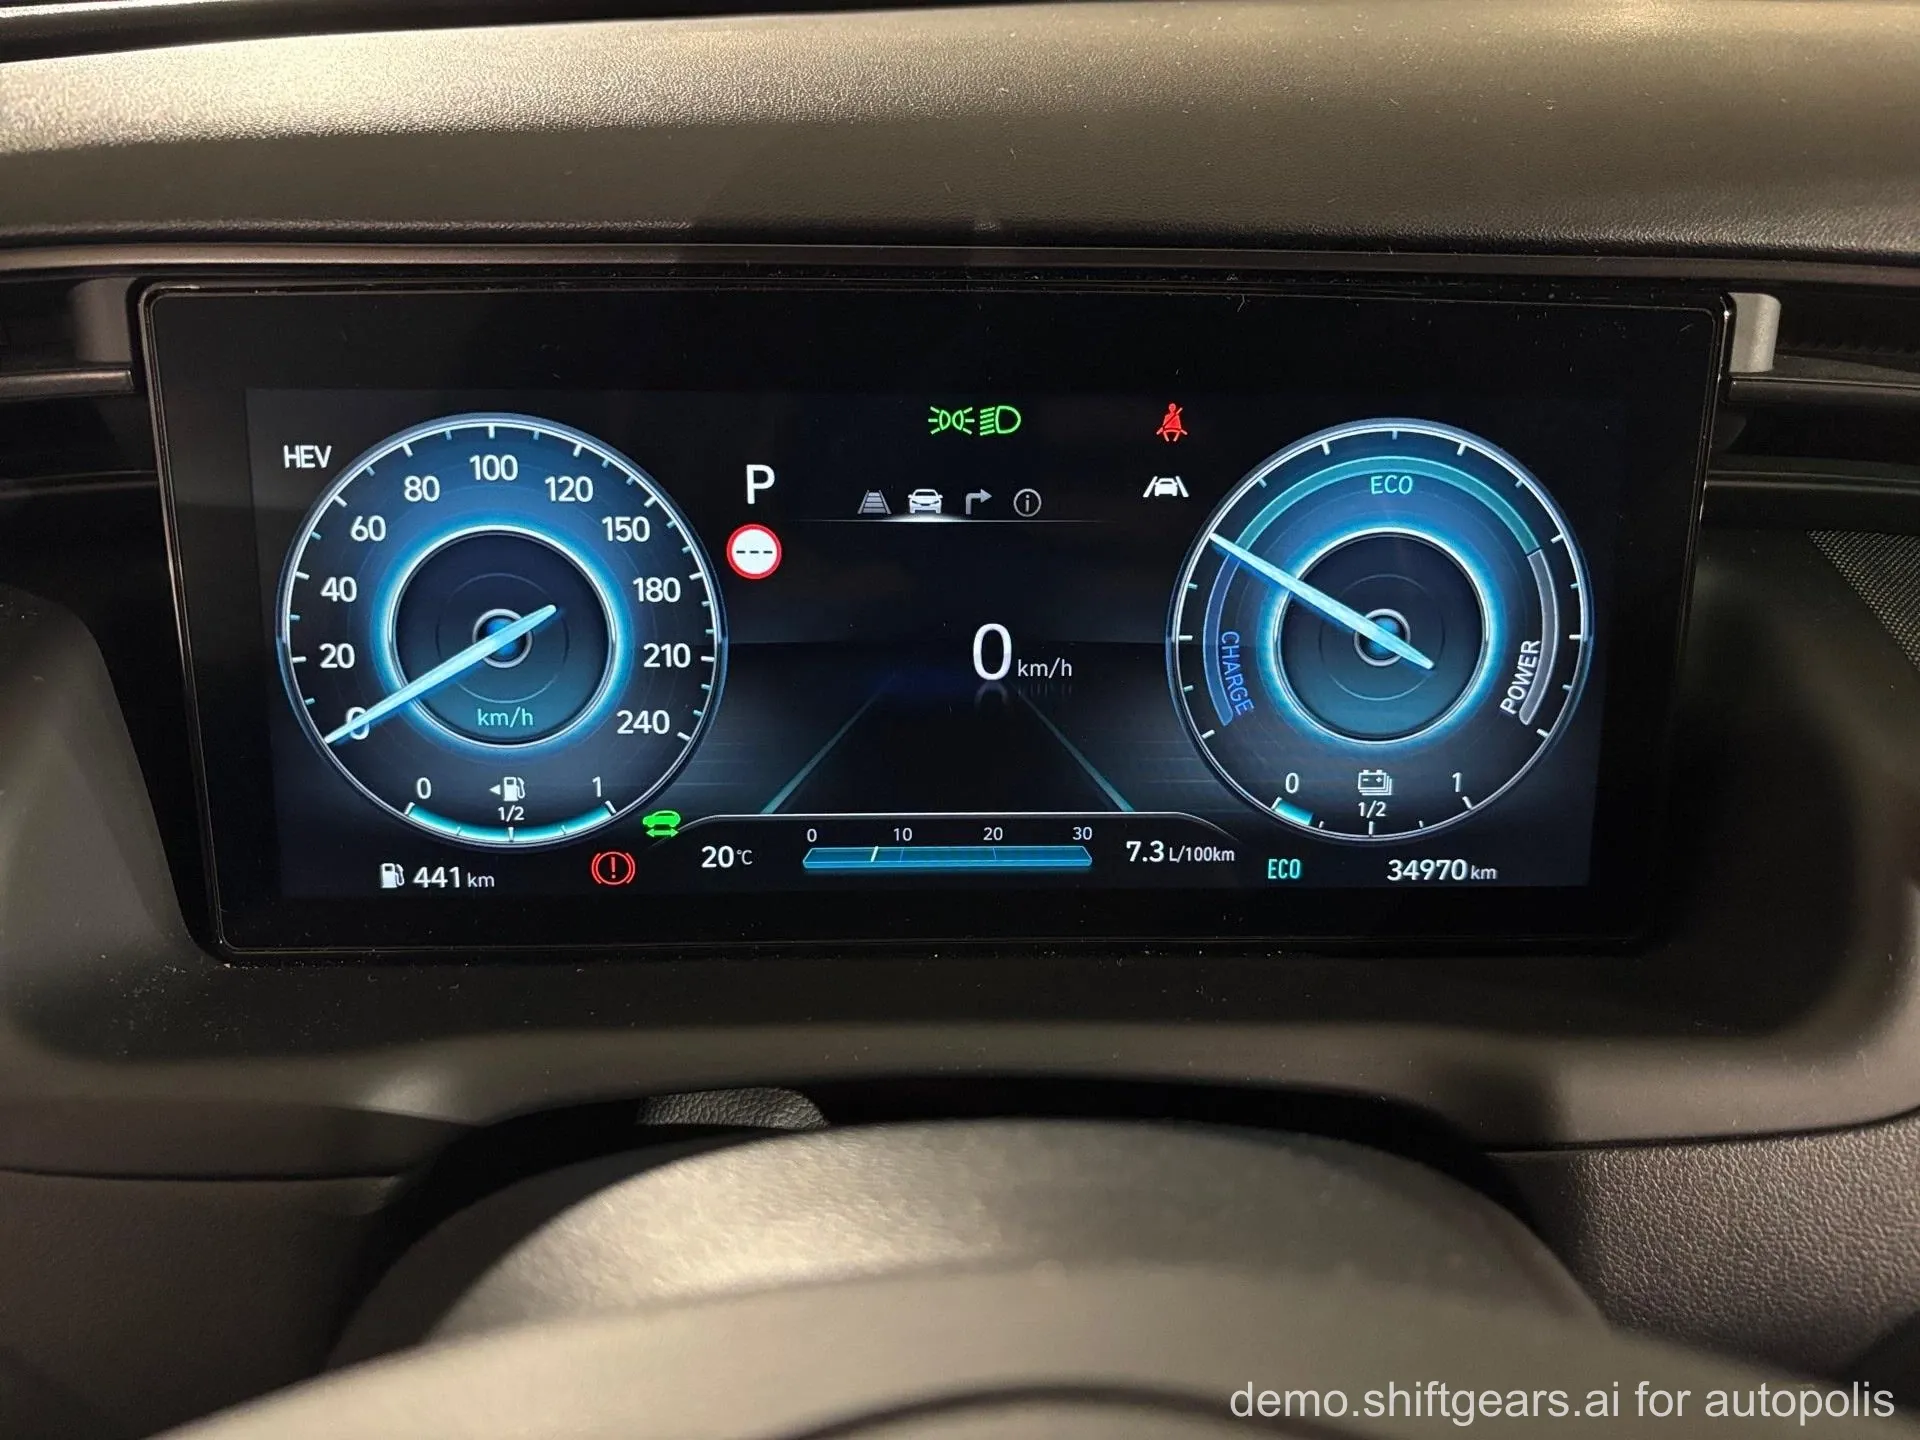 HEV
0
20
40
60
80
100
120
150
180
210
240
km/h
0
1/2
1
441 km
P
---
i
0 km/h
20°C
0 10 20 30
7.3 L/100km
ECO
CHARGE
POWER
0
1/2
1
ECO
34970 km
demo.shiftgears.ai for autopolis